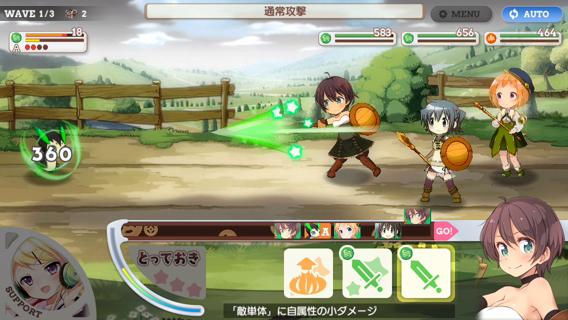 WAVE 1/3 2
通常攻撃
MENU
AUTO
18
A
583
656
464
360
A
GO!
とっておき
SUPPORT
「敵単体」に自属性の小ダメージ